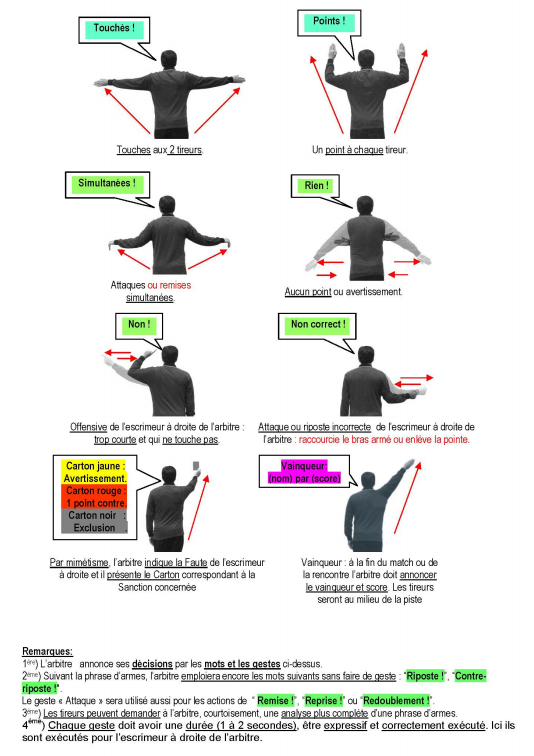 Touchés !
Points !
Touches aux 2 tireurs.
Un point à chaque tireur.
Simultanées !
Rien !
Attaques ou remises
simultanées.
Aucun point ou avertissement.
Non !
Non correct !
Offensive de l'escrimeur à droite de l'arbitre :
trop courte et qui ne touche pas.
Attaque ou riposte incorrecte de l'escrimeur à droite de
l'arbitre : raccourcie le bras armé ou enlève la pointe.
Carton jaune :
Avertissement.
Carton rouge :
1 point contre.
Carton noir :
Exclusion .
Vainqueur:
(nom) par (score)
Par mimétisme, l'arbitre indique la Faute de l'escrimeur
à droite et il présente le Carton correspondant à la
Sanction concernée
Vainqueur : à la fin du match ou de
la rencontre l'arbitre doit annoncer
le vainqueur et score. Les tireurs
seront au milieu de la piste
Remarques:
1ère) L'arbitre annonce ses décisions par les mots et les gestes ci-dessus.
2ème) Suivant la phrase d'armes, l'arbitre emploiera encore les mots suivants sans faire de geste : "Riposte !", "Contre-
riposte !".
Le geste « Attaque » sera utilisé aussi pour les actions de " Remise !", "Reprise !" ou "Redoublement !".
3ème) Les tireurs peuvent demander à l'arbitre, courtoisement, une analyse plus complète d'une phrase d'armes.
4ème) Chaque geste doit avoir une durée (1 à 2 secondes), être expressif et correctement exécuté. Ici ils
sont exécutés pour l'escrimeur à droite de l'arbitre.